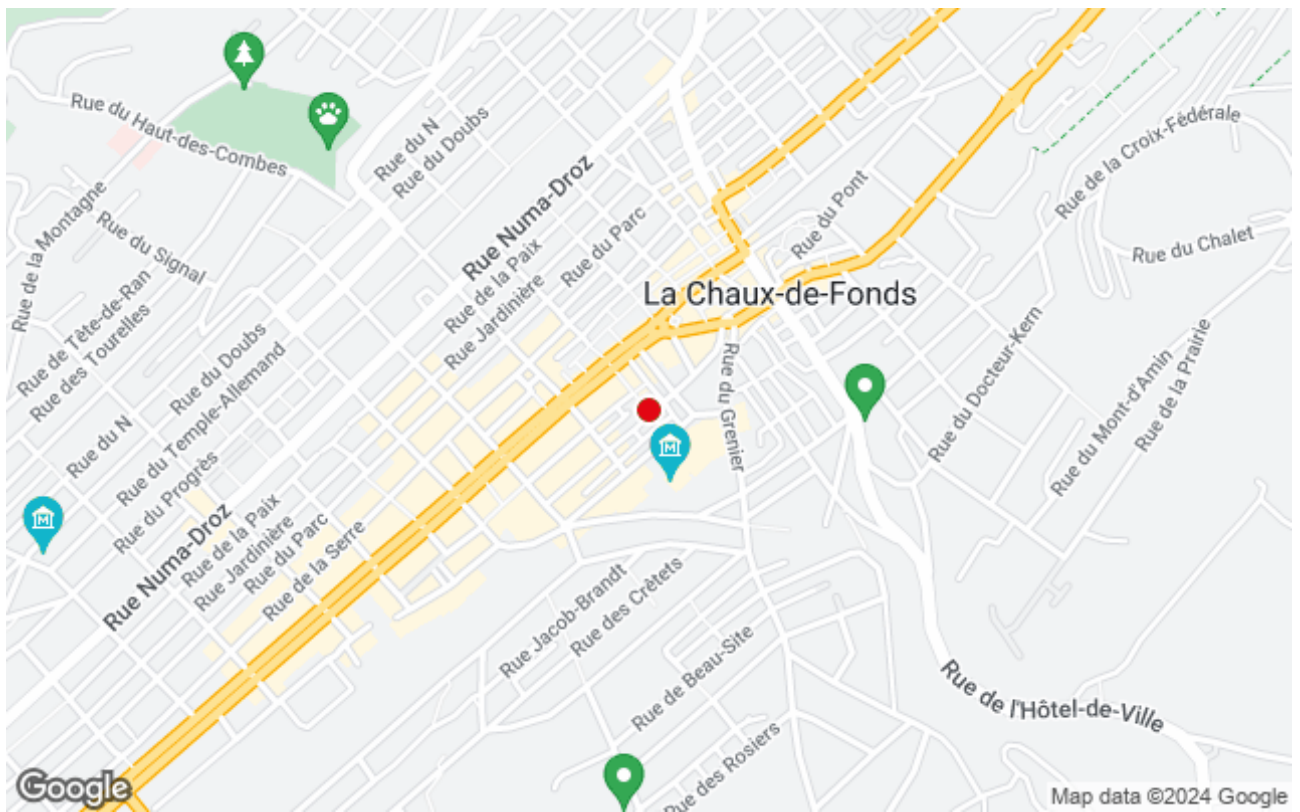 Rue du Haut-des-Combes
Rue du N
Rue du Doubs
Rue de la Croix-Fédérale
Rue de la Montagne
Rue du Signal
Rue Numa-Droz
Rue du Parc
Rue du Pont
Rue du Chalet
Rue de la Paix
Rue Jardinière
La Chaux-de-Fonds
Rue de Tête-de-Ran
Rue des Tourelles
Rue du Doubs
Rue du Temple-Allemand
Rue du N
Rue du Progrès
Rue du Grenier
Rue du Docteur-Kern
Rue du Mont-d'Amin
Rue de la Prairie
M
M
Rue Numa-Droz
Rue de la Paix
Rue Jardinière
Rue du Parc
Rue de la Serre
Rue Jacob-Brandt
Rue des Crêtets
Rue de Beau-Site
Rue des Rosiers
Rue de l'Hôtel-de-Ville
Google
Map data ©2024 Google